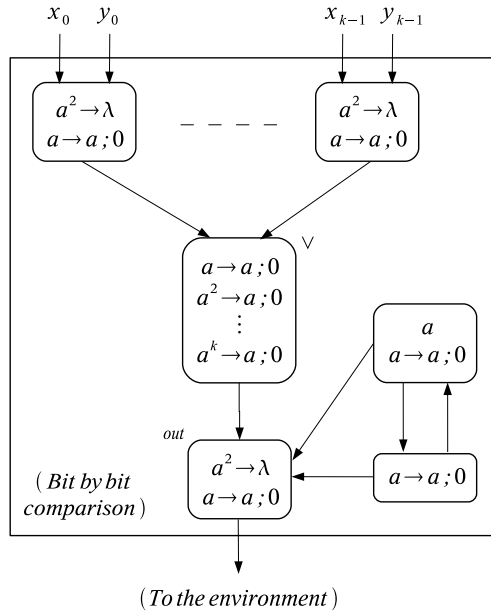 x₀ y₀ xₖ₋₁ yₖ₋₁
a²→λ a²→λ
a→a;0 – – – – a→a;0
∨
a→a;0
a²→a;0
⋮
aᵏ→a;0
a
a→a;0
out
a²→λ
a→a;0
a→a;0
(Bit by bit
comparison)
(To the environment)